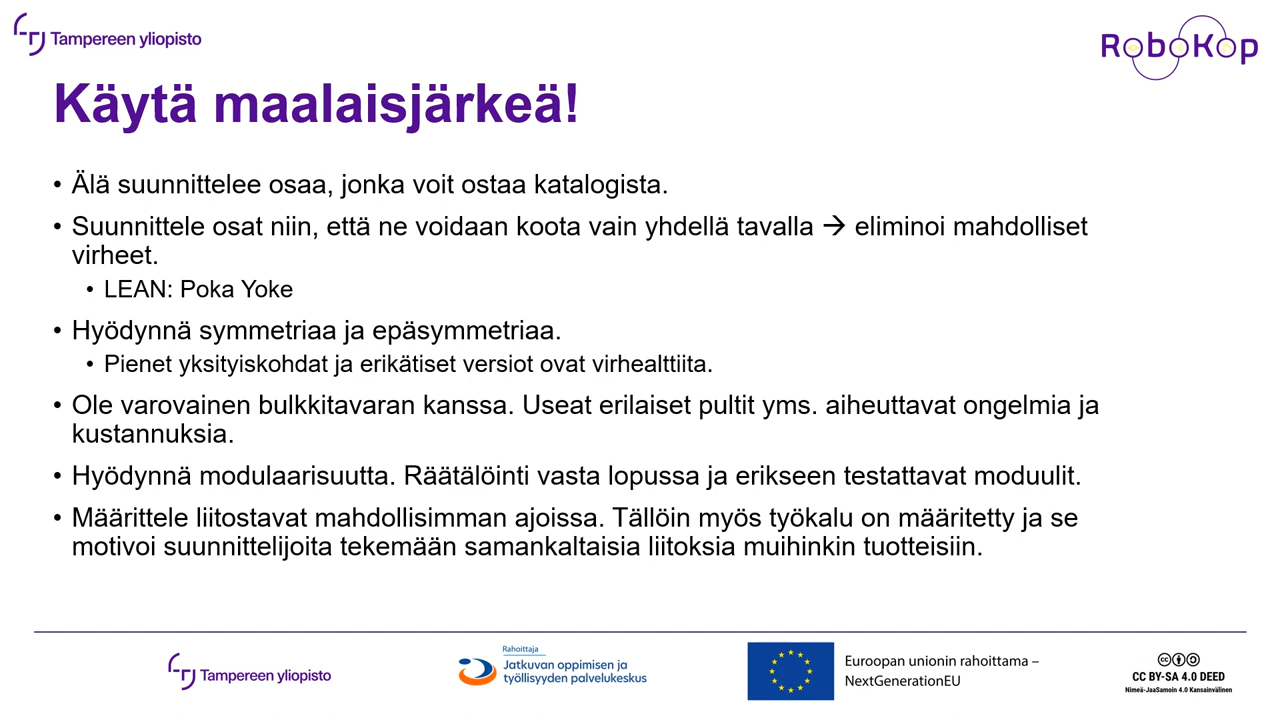 Tampereen yliopisto
RoboKop
Käytä maalaisjärkeä!
• Älä suunnittelee osaa, jonka voit ostaa katalogista.
• Suunnittele osat niin, että ne voidaan koota vain yhdellä tavalla → eliminoi mahdolliset
virheet.
• LEAN: Poka Yoke
• Hyödynnä symmetriaa ja epäsymmetriaa.
• Pienet yksityiskohdat ja erikätiset versiot ovat virhealttiita.
• Ole varovainen bulkkitavaran kanssa. Useat erilaiset pultit yms. aiheuttavat ongelmia ja
kustannuksia.
• Hyödynnä modulaarisuutta. Räätälöinti vasta lopussa ja erikseen testattavat moduulit.
• Määrittele liitostavat mahdollisimman ajoissa. Tällöin myös työkalu on määritetty ja se
motivoi suunnittelijoita tekemään samankaltaisia liitoksia muihinkin tuotteisiin.
Tampereen yliopisto
Rahoittaja
Jatkuvan oppimisen ja
työllisyyden palvelukeskus
Euroopan unionin rahoittama –
NextGenerationEU
CC BY-SA 4.0 DEED
Nimeä-JaaSamoin 4.0 Kansainvälinen